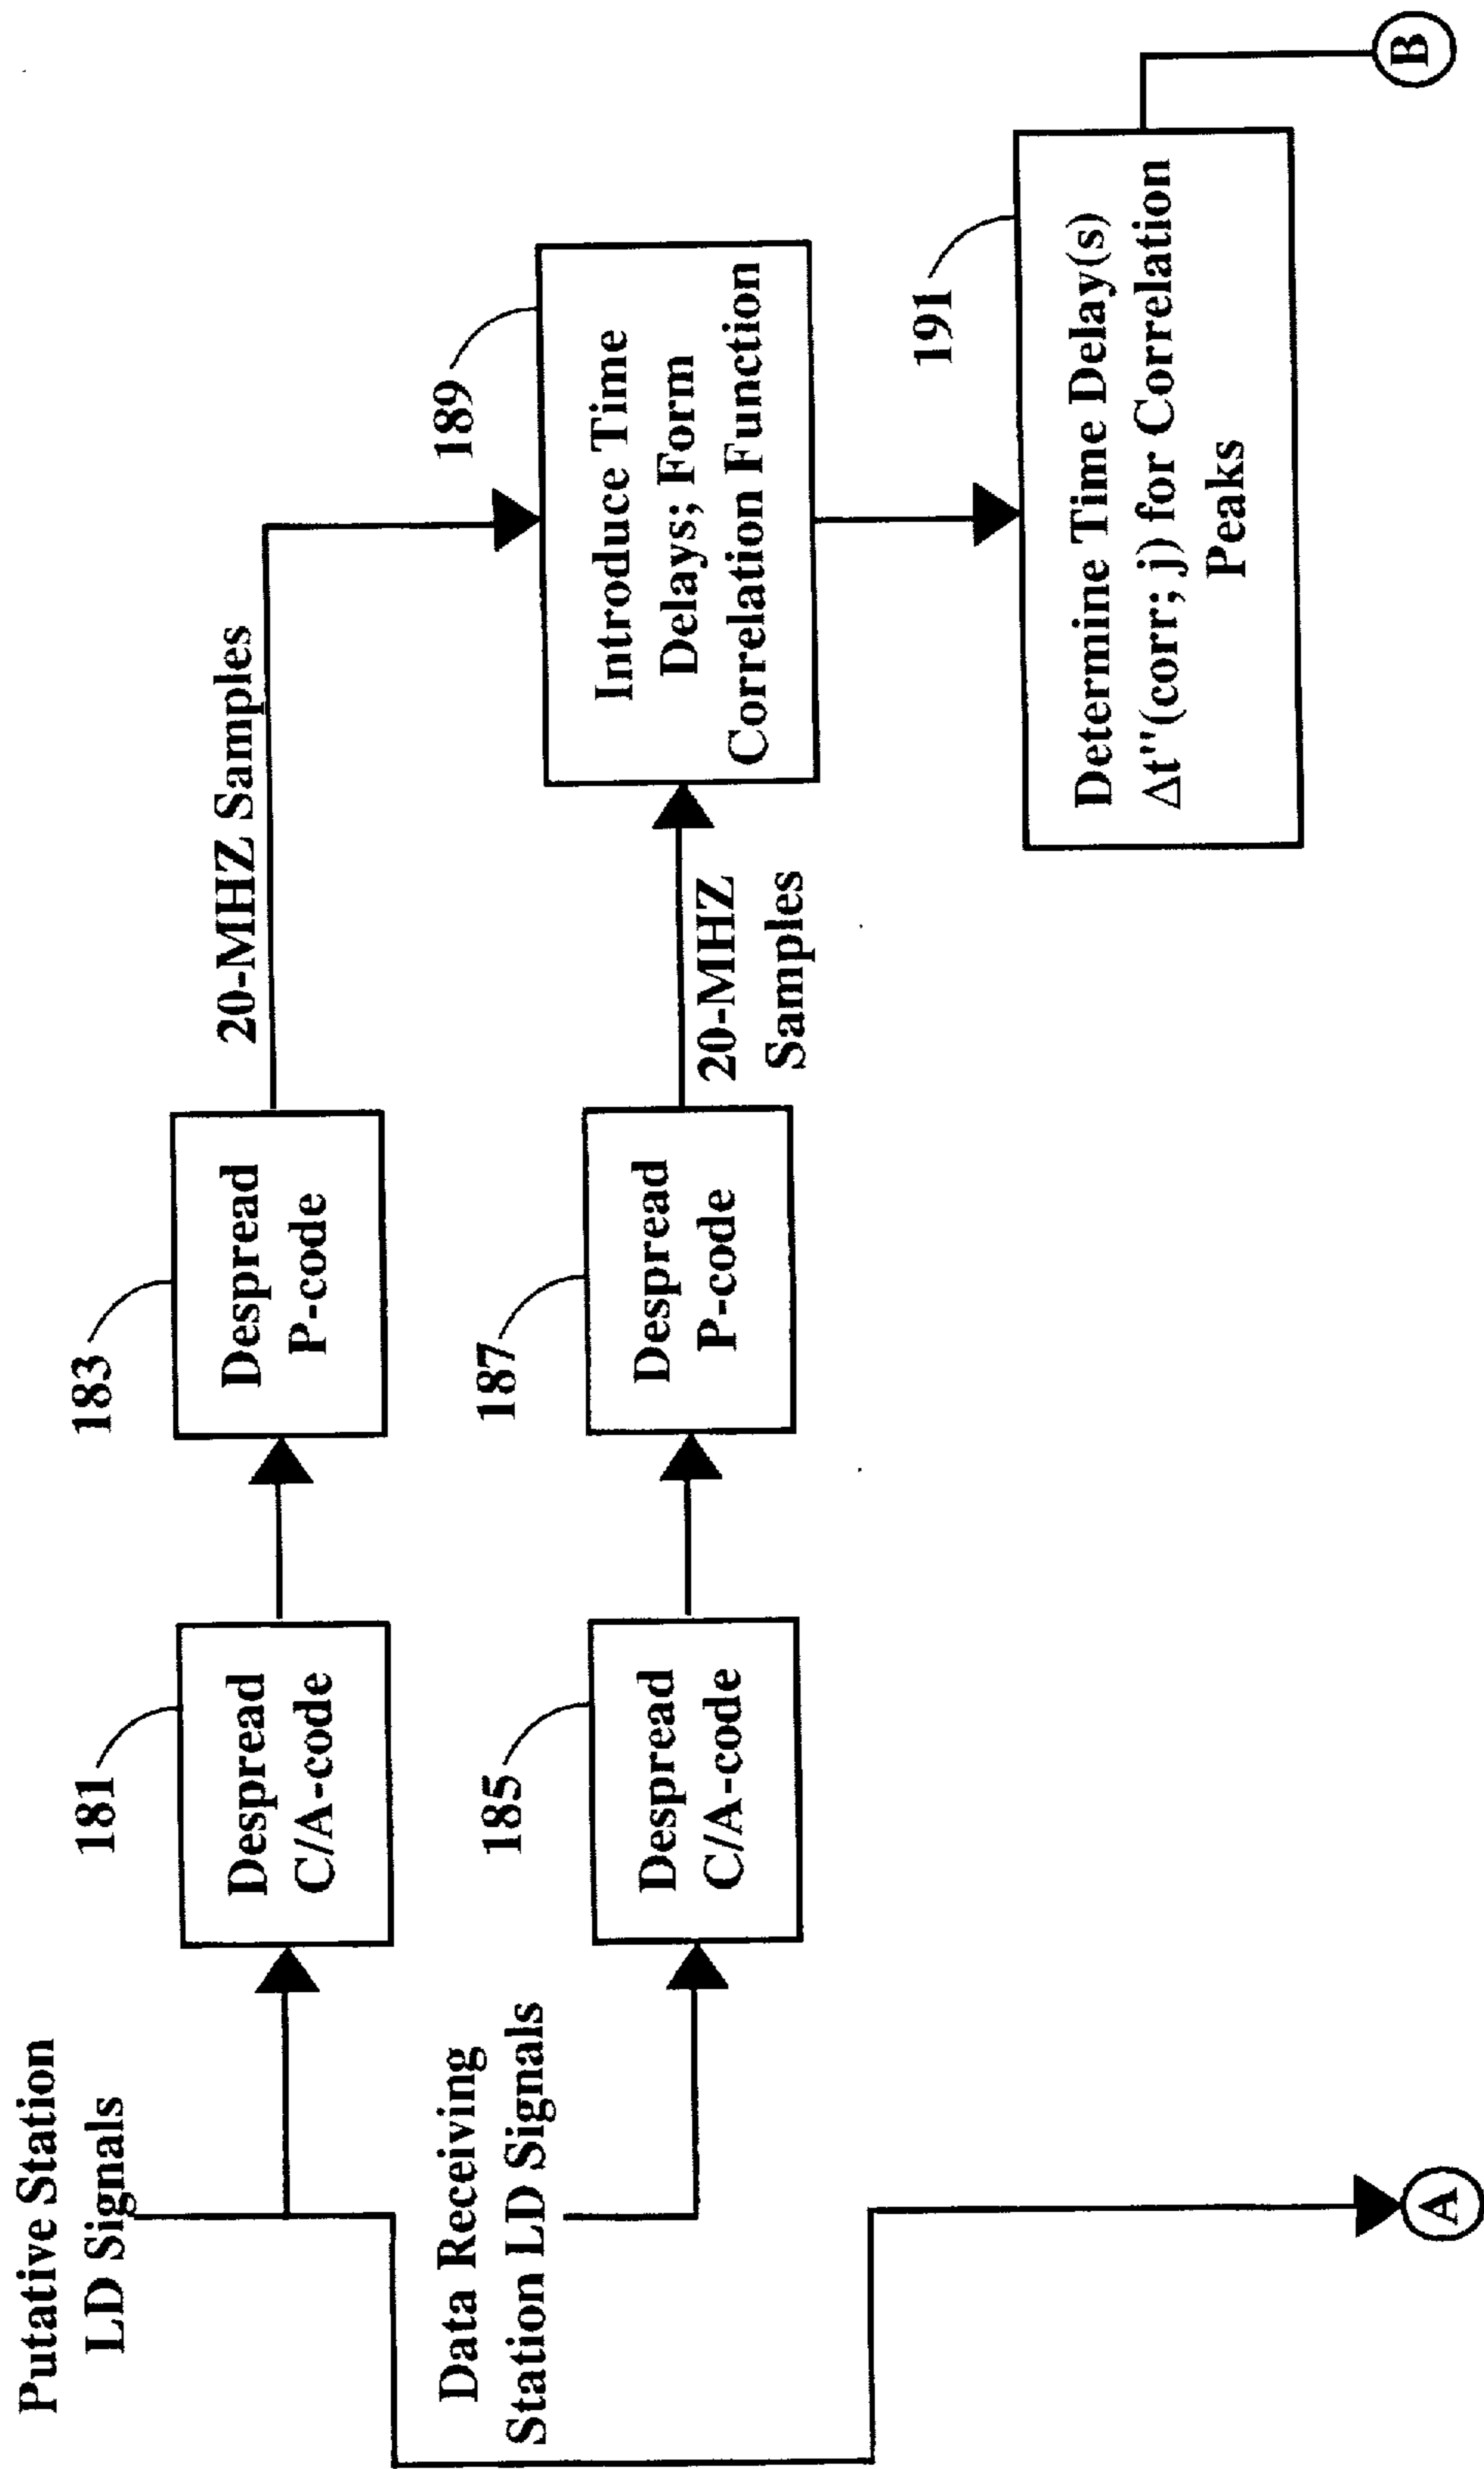 Putative Station
LD Signals
181
Despread
C/A-code
183
Despread
P-code
20-MHZ Samples
Data Receiving
Station LD Signals
185
Despread
C/A-code
187
Despread
P-code
20-MHZ
Samples
189
Introduce Time
Delays; Form
Correlation Function
191
Determine Time Delay(s)
Δt"(corr; j) for Correlation
Peaks
A
B